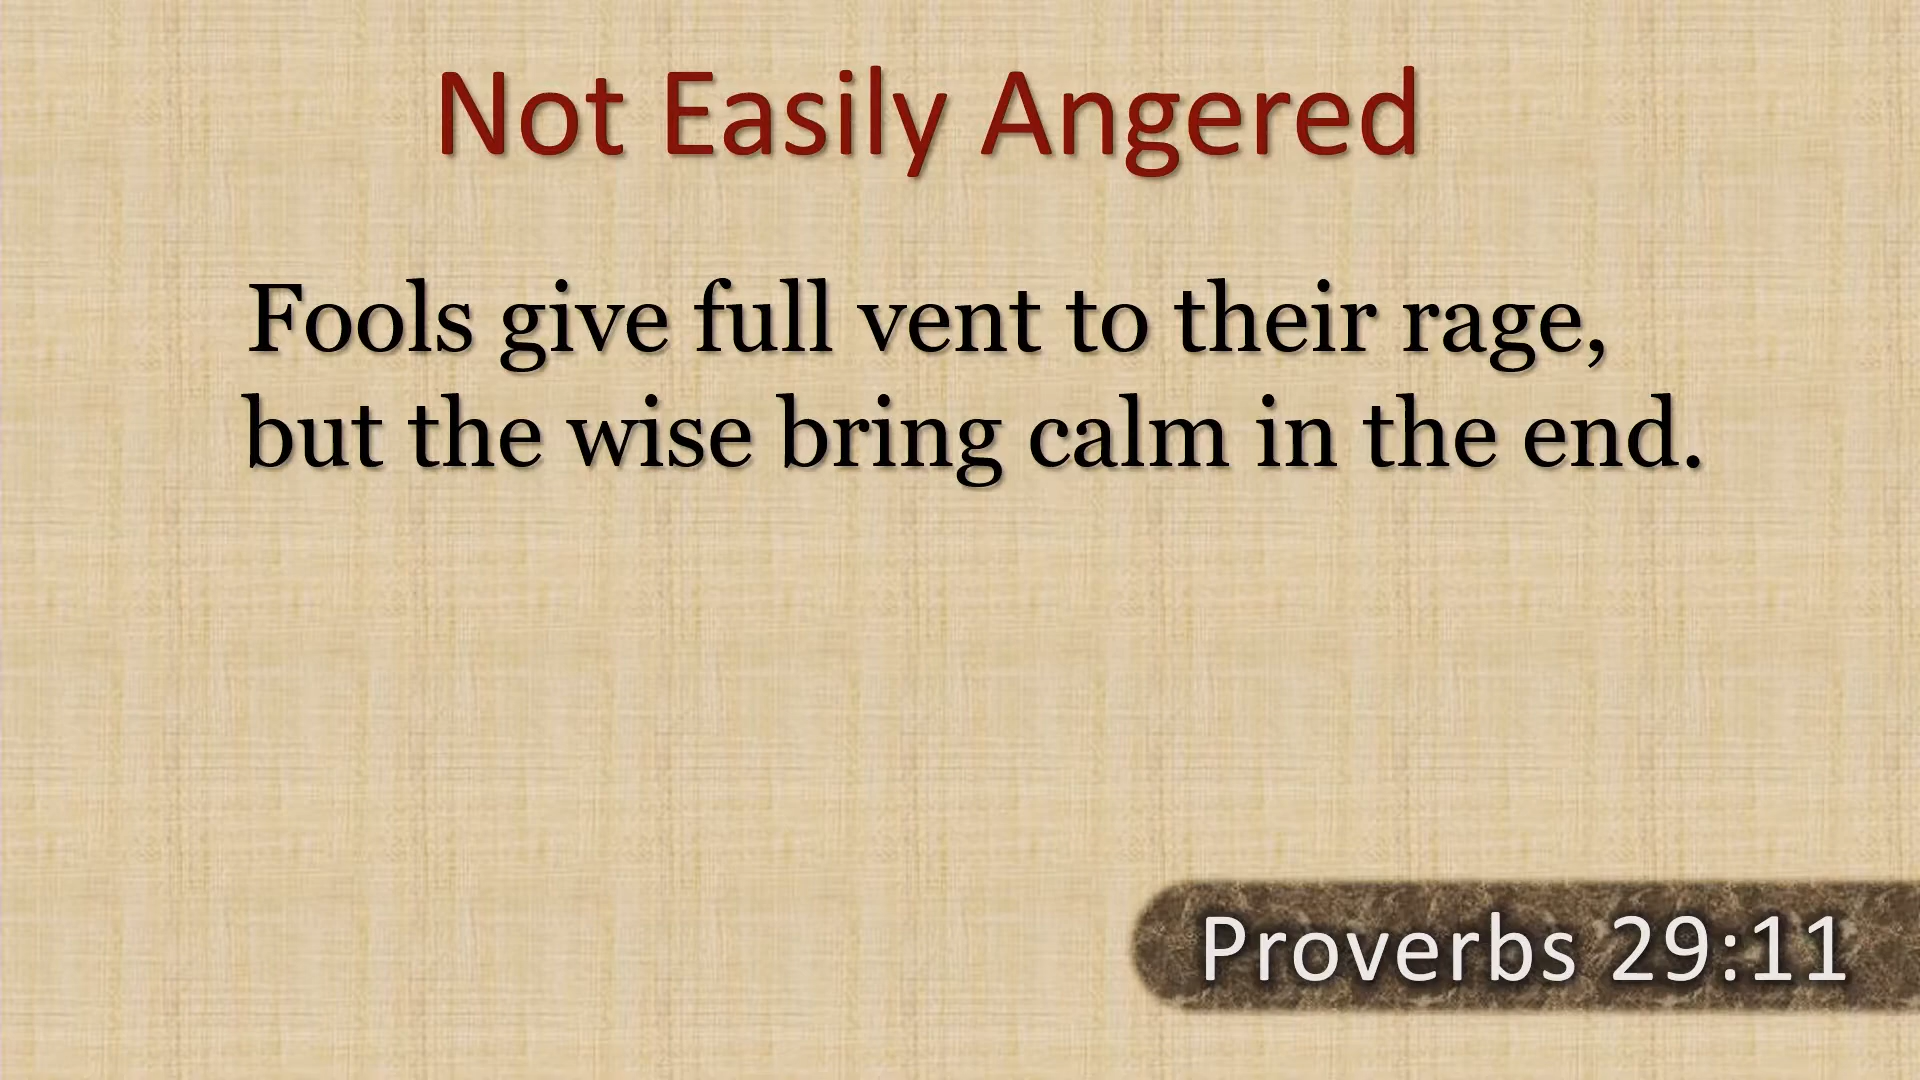 Not Easily Angered
Fools give full vent to their rage,
but the wise bring calm in the end.
Proverbs 29:11